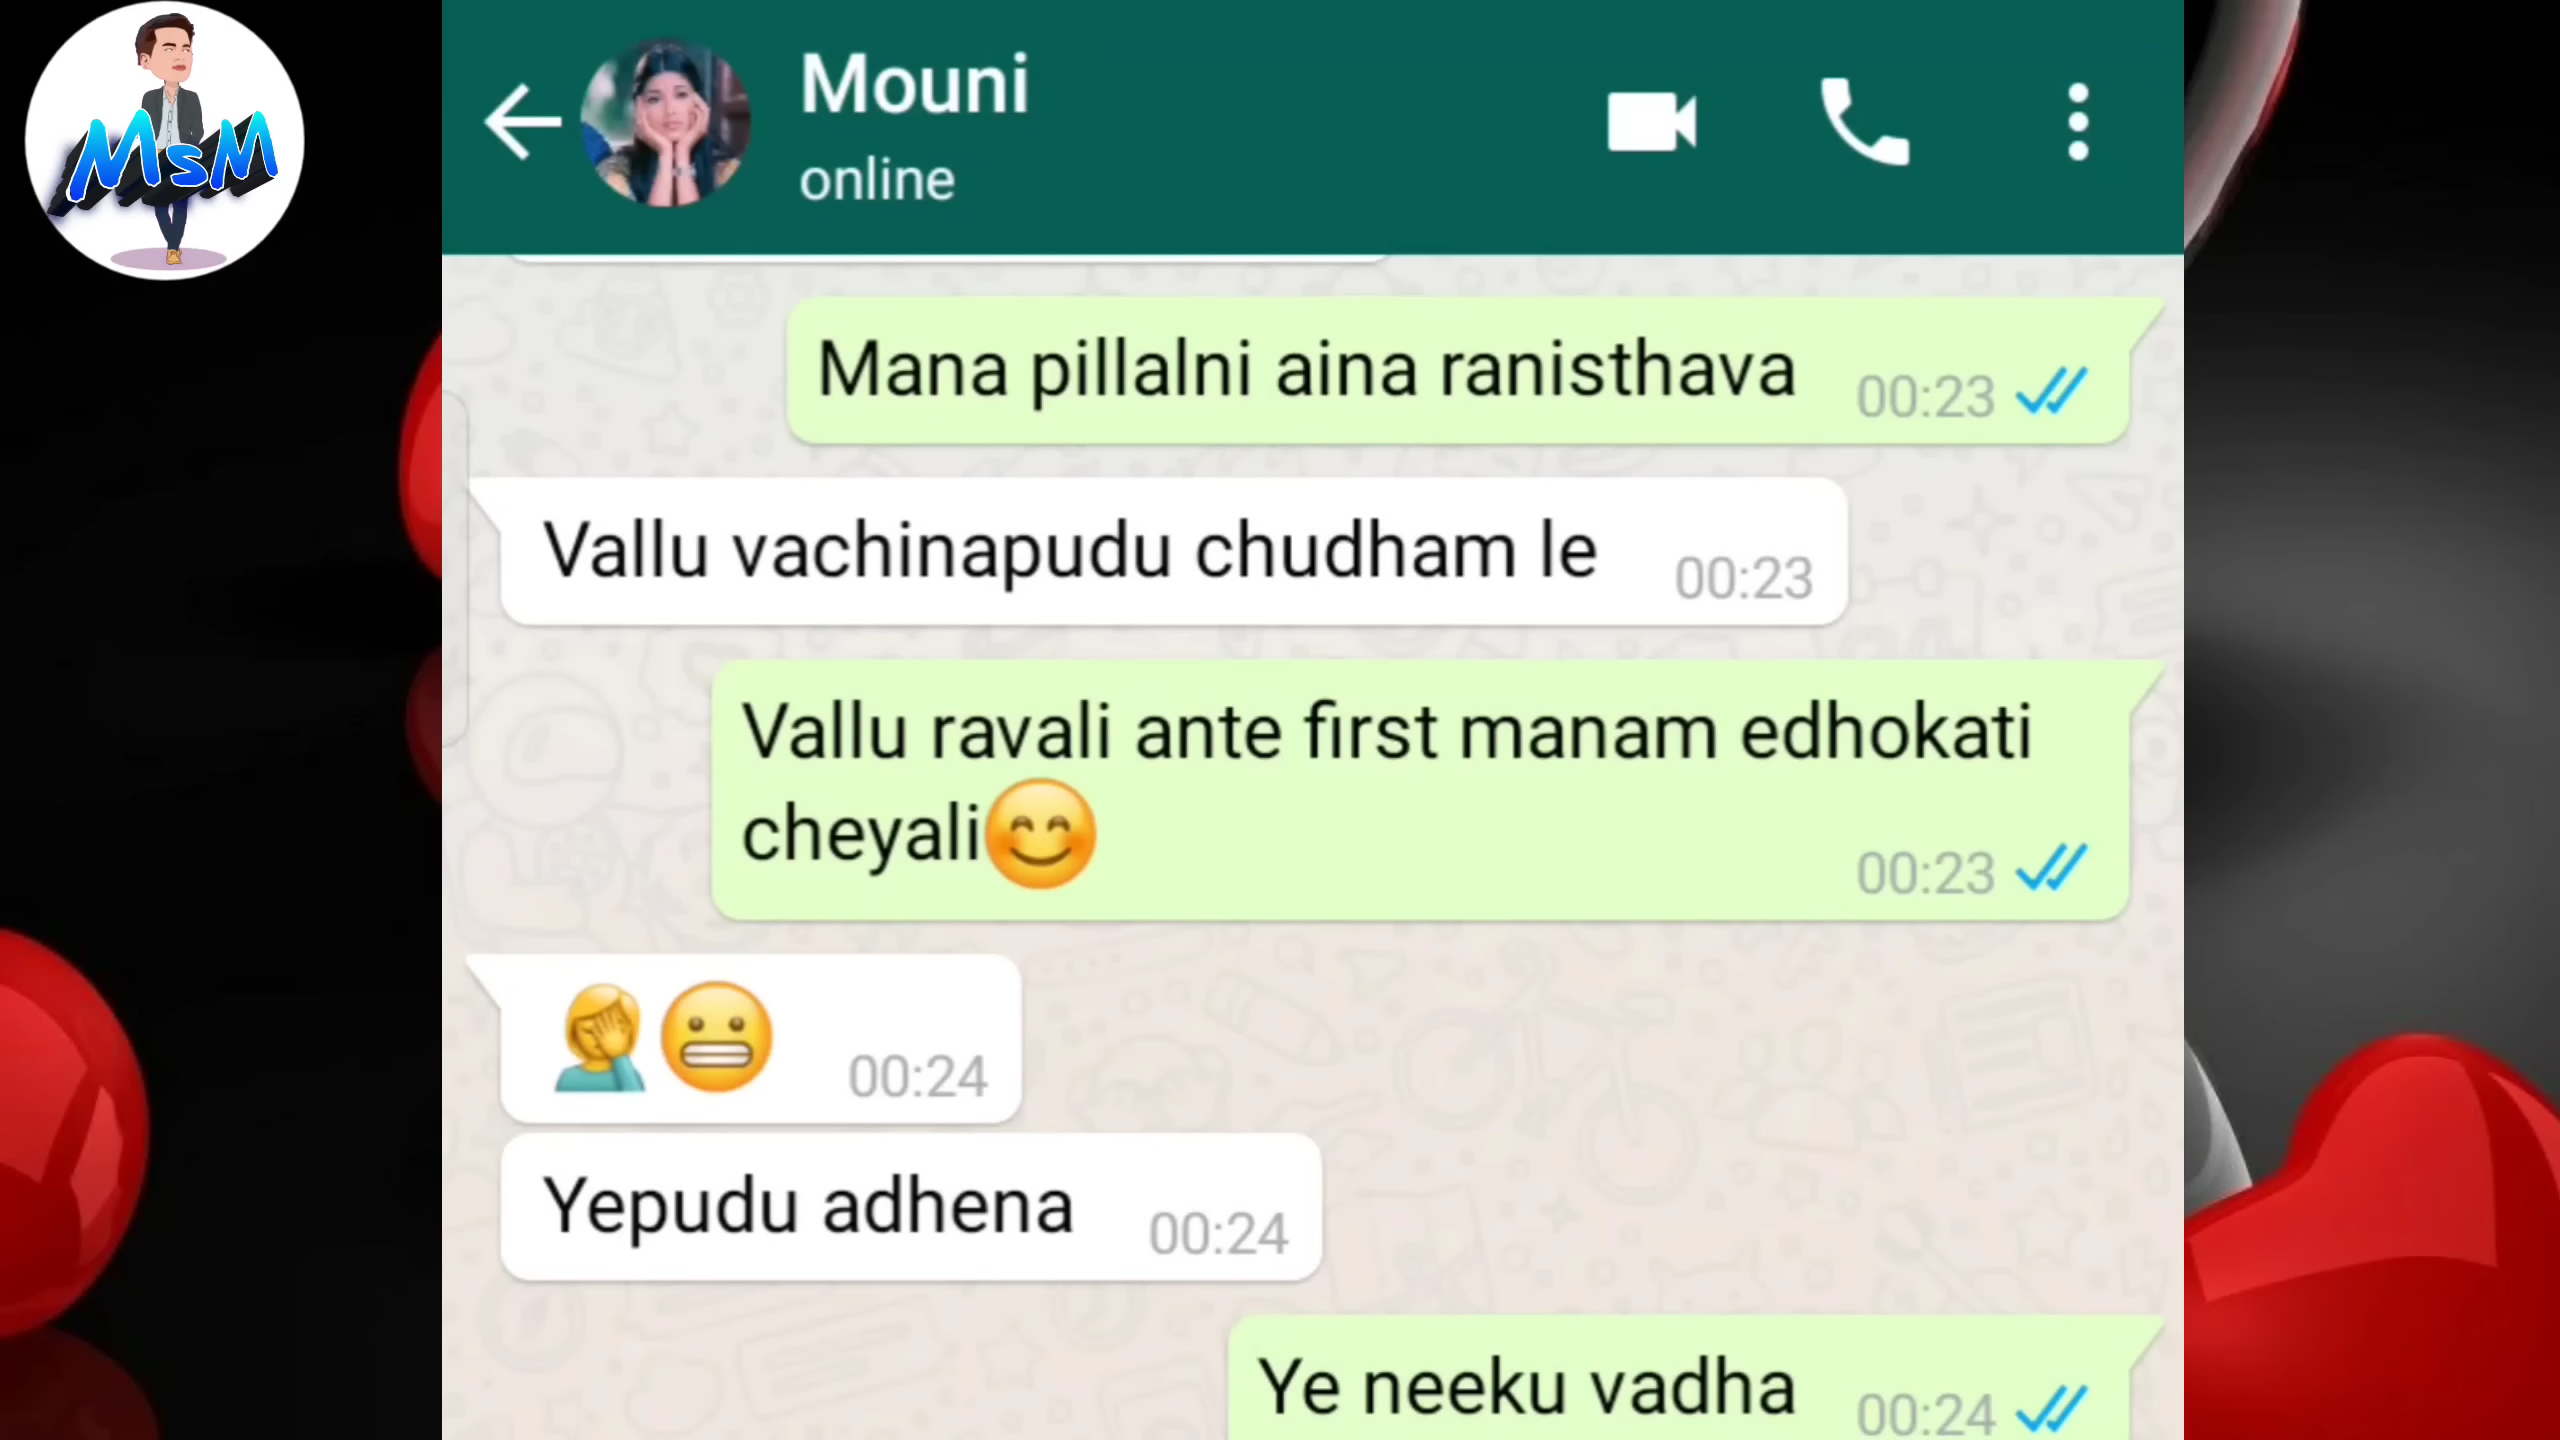 MsM
Mouni
online
Mana pillalni aina ranisthava
00:23
Vallu vachinapudu chudham le
00:23
Vallu ravali ante first manam edhokati
cheyali😊
00:23
🤦😬
00:24
Yepudu adhena
00:24
Ye neeku vadha
00:24